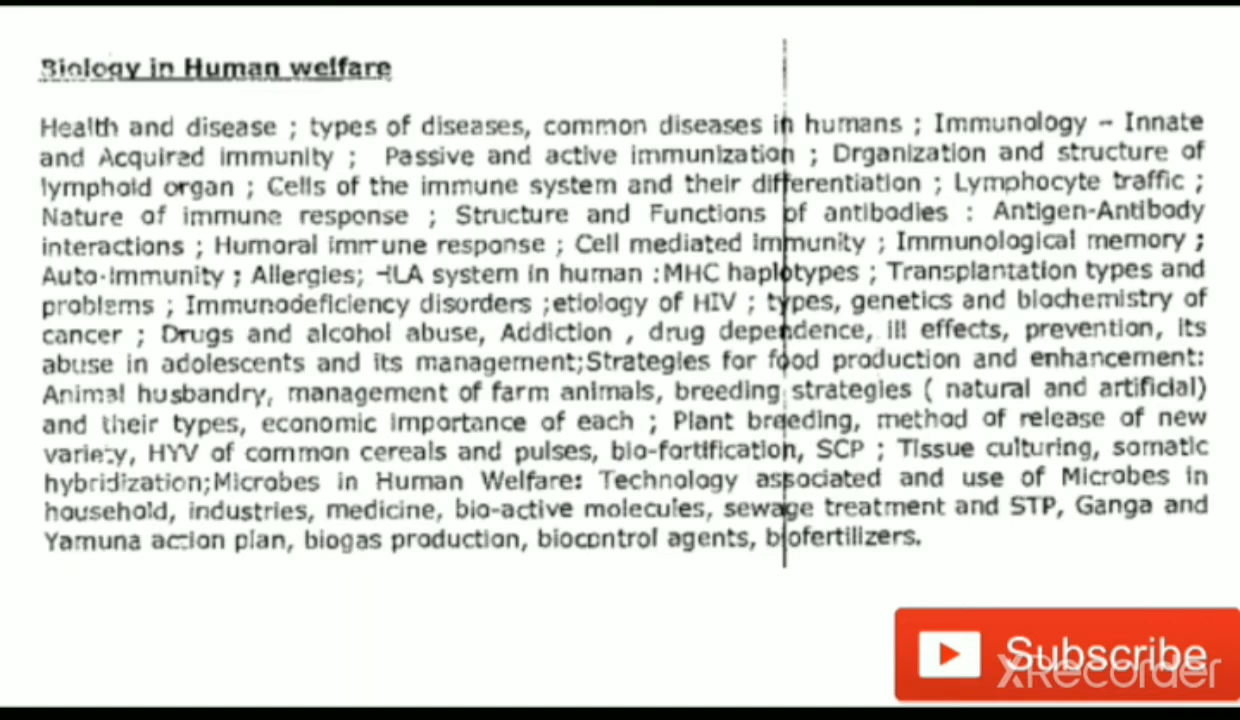 Biology in Human welfare
Health and disease ; types of diseases, common diseases in humans ; Immunology - Innate
and Acquired immunity ; Passive and active immunization ; Organization and structure of
lymphoid organ ; Cells of the immune system and their differentiation ; Lymphocyte traffic ;
Nature of immune response ; Structure and Functions of antibodies : Antigen-Antibody
interactions ; Humoral immune response ; Cell mediated immunity ; Immunological memory ;
Auto-immunity ; Allergies; HLA system in human :MHC haplotypes ; Transplantation types and
problems ; Immunodeficiency disorders ;etiology of HIV ; types, genetics and biochemistry of
cancer ; Drugs and alcohol abuse, Addiction , drug dependence, ill effects, prevention, its
abuse in adolescents and its management;Strategies for food production and enhancement:
Animal husbandry, management of farm animals, breeding strategies ( natural and artificial)
and their types, economic importance of each ; Plant breeding, method of release of new
variety, HYV of common cereals and pulses, bio-fortification, SCP ; Tissue culturing, somatic
hybridization;Microbes in Human Welfare: Technology associated and use of Microbes in
household, industries, medicine, bio-active molecules, sewage treatment and STP, Ganga and
Yamuna action plan, biogas production, biocontrol agents, biofertilizers.
Subscribe
XRecorder